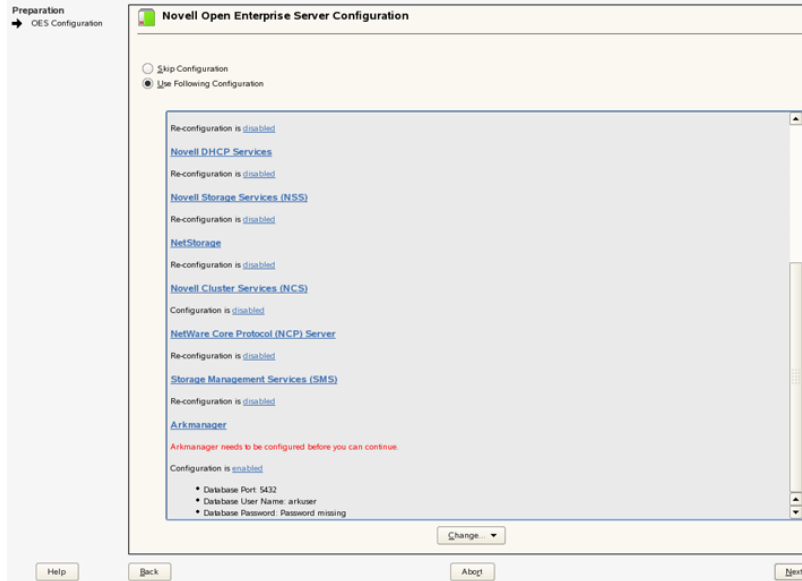 Preparation
OES Configuration
Novell Open Enterprise Server Configuration
Skip Configuration
Use Following Configuration
Re-configuration is disabled
Novell DHCP Services
Re-configuration is disabled
Novell Storage Services (NSS)
Re-configuration is disabled
NetStorage
Re-configuration is disabled
Novell Cluster Services (NCS)
Configuration is disabled
NetWare Core Protocol (NCP) Server
Re-configuration is disabled
Storage Management Services (SMS)
Re-configuration is disabled
Arkmanager
Arkmanager needs to be configured before you can continue.
Configuration is enabled
• Database Port: 5432
• Database User Name: arkuser
• Database Password: Password missing
Change...
Help Back Abort Next